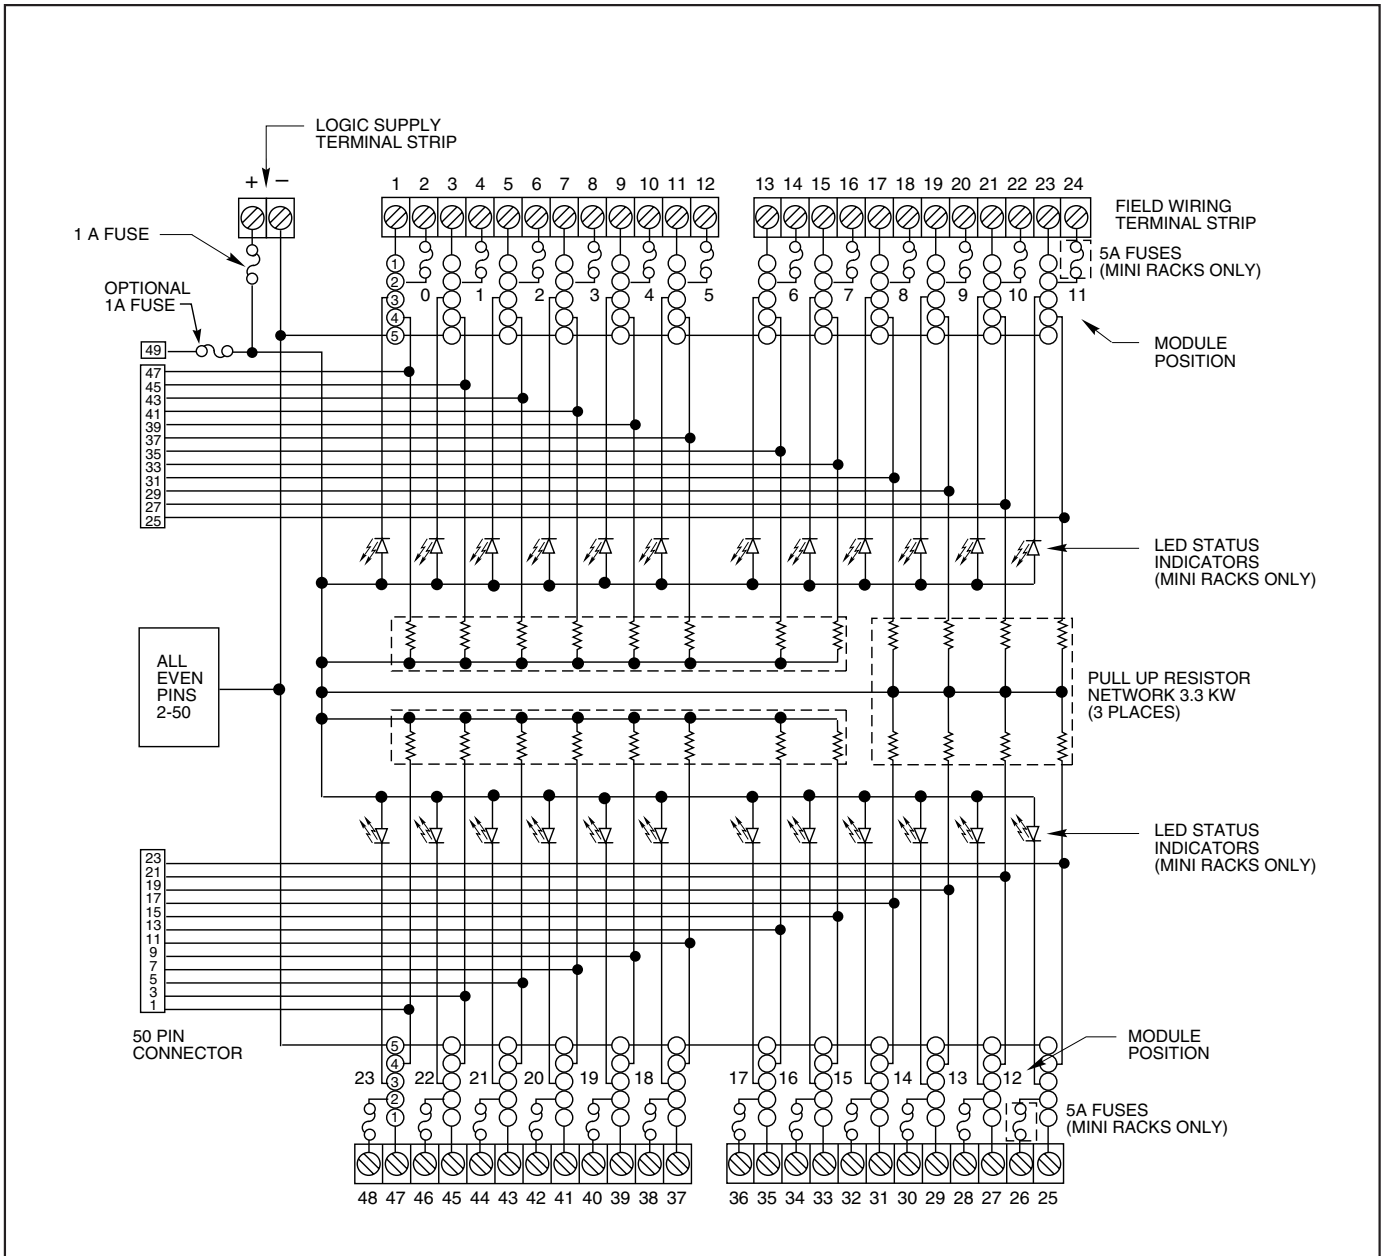 LOGIC SUPPLY
TERMINAL STRIP
+ −
1 2 3 4 5 6 7 8 9 10 11 12 13 14 15 16 17 18 19 20 21 22 23 24
FIELD WIRING
TERMINAL STRIP
1 A FUSE
5A FUSES
(MINI RACKS ONLY)
OPTIONAL
1A FUSE
1
2
3
4
5
0 1 2 3 4 5 6 7 8 9 10 11
MODULE
POSITION
49
47
45
43
41
39
37
35
33
31
29
27
25
LED STATUS
INDICATORS
(MINI RACKS ONLY)
ALL
EVEN
PINS
2-50
PULL UP RESISTOR
NETWORK 3.3 KW
(3 PLACES)
LED STATUS
INDICATORS
(MINI RACKS ONLY)
23
21
19
17
15
13
11
9
7
5
3
1
50 PIN
CONNECTOR
MODULE
POSITION
5
4
3
2
1
23 22 21 20 19 18 17 16 15 14 13 12
5A FUSES
(MINI RACKS ONLY)
48 47 46 45 44 43 42 41 40 39 38 37 36 35 34 33 32 31 30 29 28 27 26 25